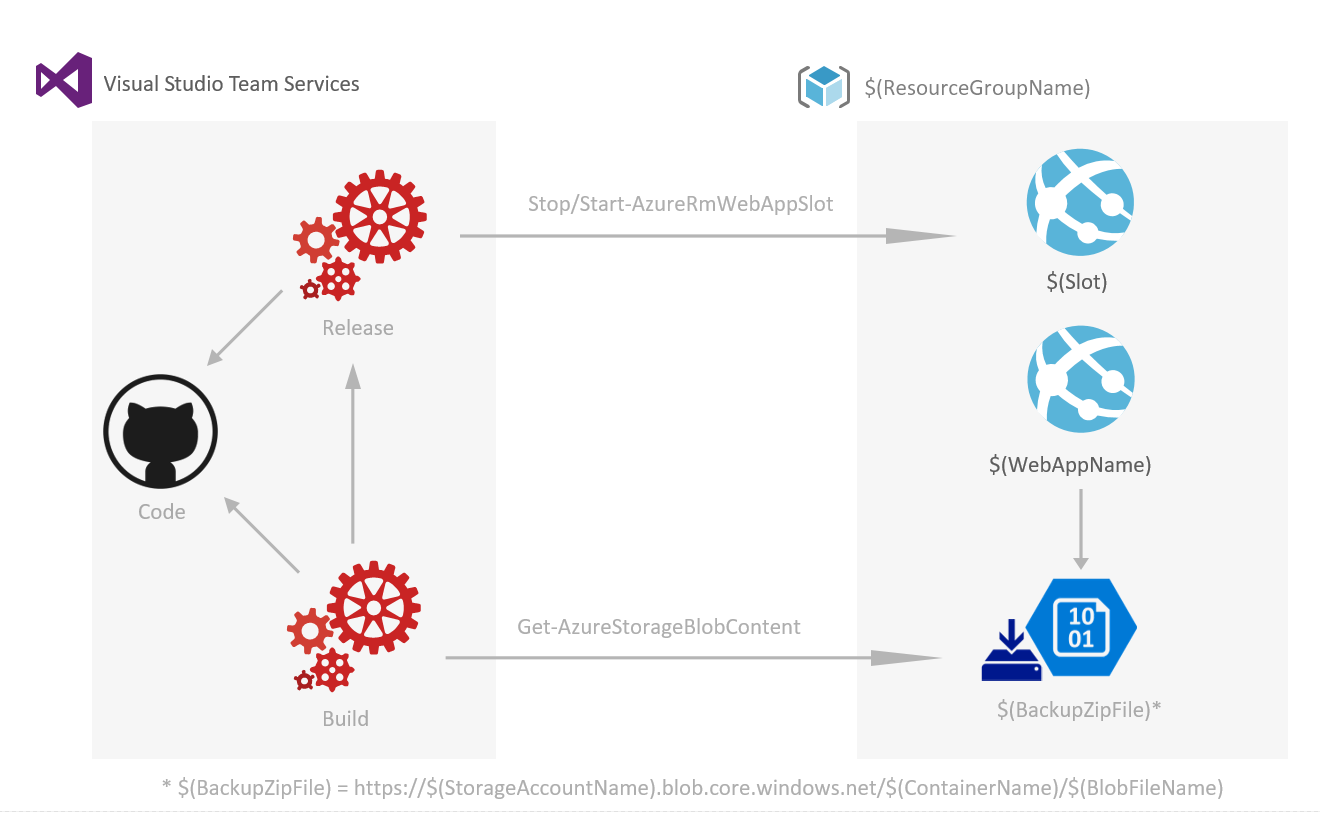 Visual Studio Team Services
$(ResourceGroupName)
Stop/Start-AzureRmWebAppSlot
$(Slot)
Release
$(WebAppName)
Code
Get-AzureStorageBlobContent
10
01
$(BackupZipFile)*
Build
* $(BackupZipFile) = https://$(StorageAccountName).blob.core.windows.net/$(ContainerName)/$(BlobFileName)